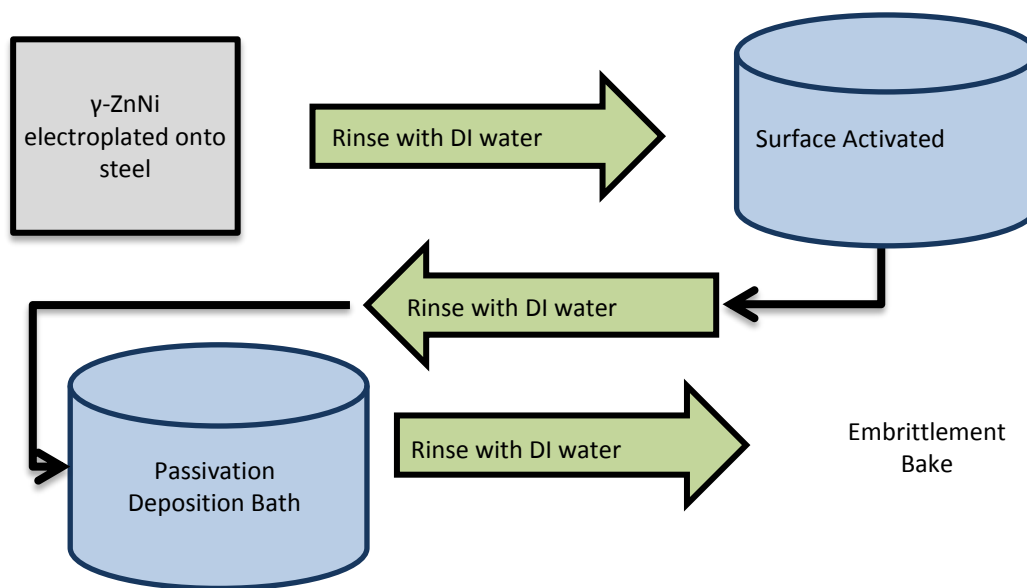 γ-ZnNi
electroplated onto
steel
Rinse with DI water
Surface Activated
Rinse with DI water
Passivation
Deposition Bath
Rinse with DI water
Embrittlement
Bake